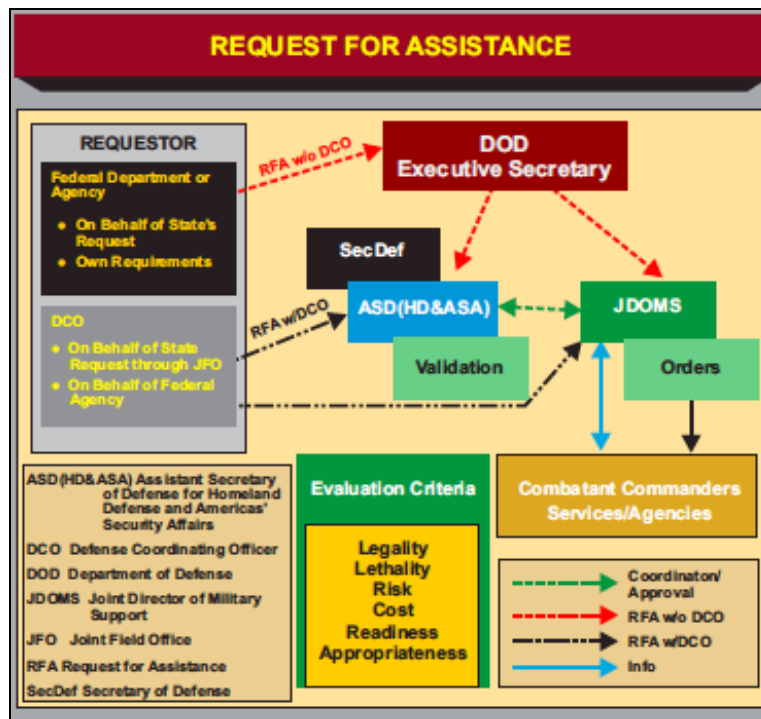 REQUEST FOR ASSISTANCE
REQUESTOR
Federal Department or
Agency
● On Behalf of State's
Request
● Own Requirements
DCO
● On Behalf of State
Request through JFO
● On Behalf of Federal
Agency
RFA w/o DCO
RFA w/DCO
DOD
Executive Secretary
SecDef
ASD(HD&ASA)
Validation
JDOMS
Orders
Combatant Commanders
Services/Agencies
ASD(HD&ASA) Assistant Secretary
of Defense for Homeland
Defense and Americas'
Security Affairs
DCO Defense Coordinating Officer
DOD Department of Defense
JDOMS Joint Director of Military
Support
JFO Joint Field Office
RFA Request for Assistance
SecDef Secretary of Defense
Evaluation Criteria
Legality
Lethality
Risk
Cost
Readiness
Appropriateness
Coordinaton/
Approval
RFA w/o DCO
RFA w/DCO
Info